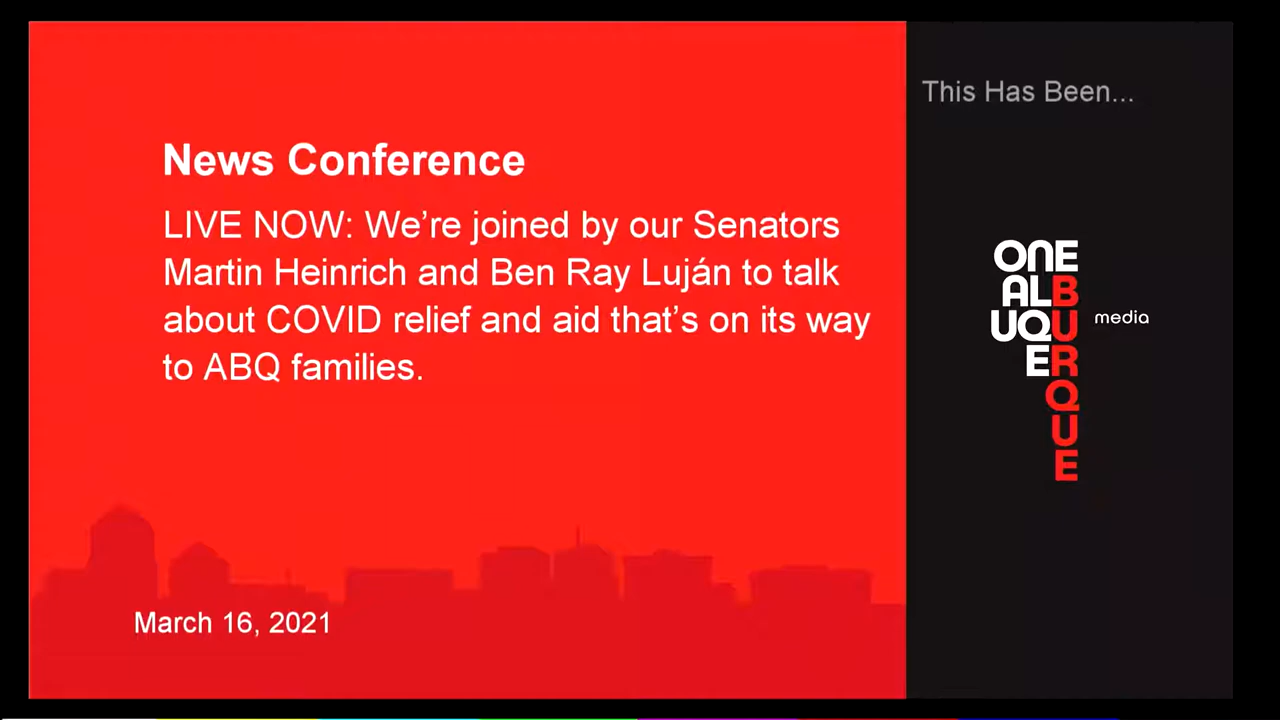 News Conference
LIVE NOW: We’re joined by our Senators
Martin Heinrich and Ben Ray Luján to talk
about COVID relief and aid that’s on its way
to ABQ families.
March 16, 2021
This Has Been...
ONE
ALB
UQU
ER
Q
U
E
media